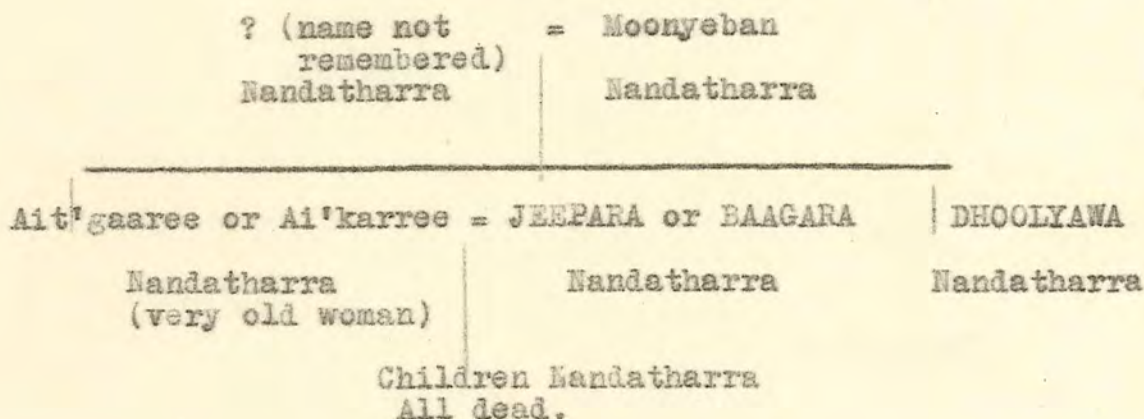 ? (name not = Moonyeban
remembered)
Nandatharra Nandatharra
Ait'gaaree or Ai'karree = JEEPARA or BAAGARA DHOOLYAWA
Nandatharra Nandatharra Nandatharra
(very old woman)
Children Nandatharra
All dead.